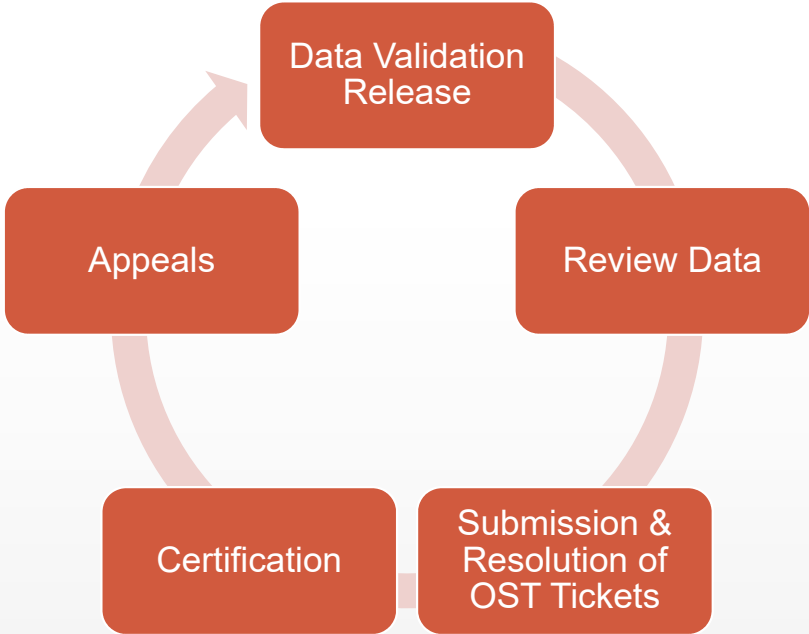 Data Validation
Release
Review Data
Submission &
Resolution of
OST Tickets
Certification
Appeals